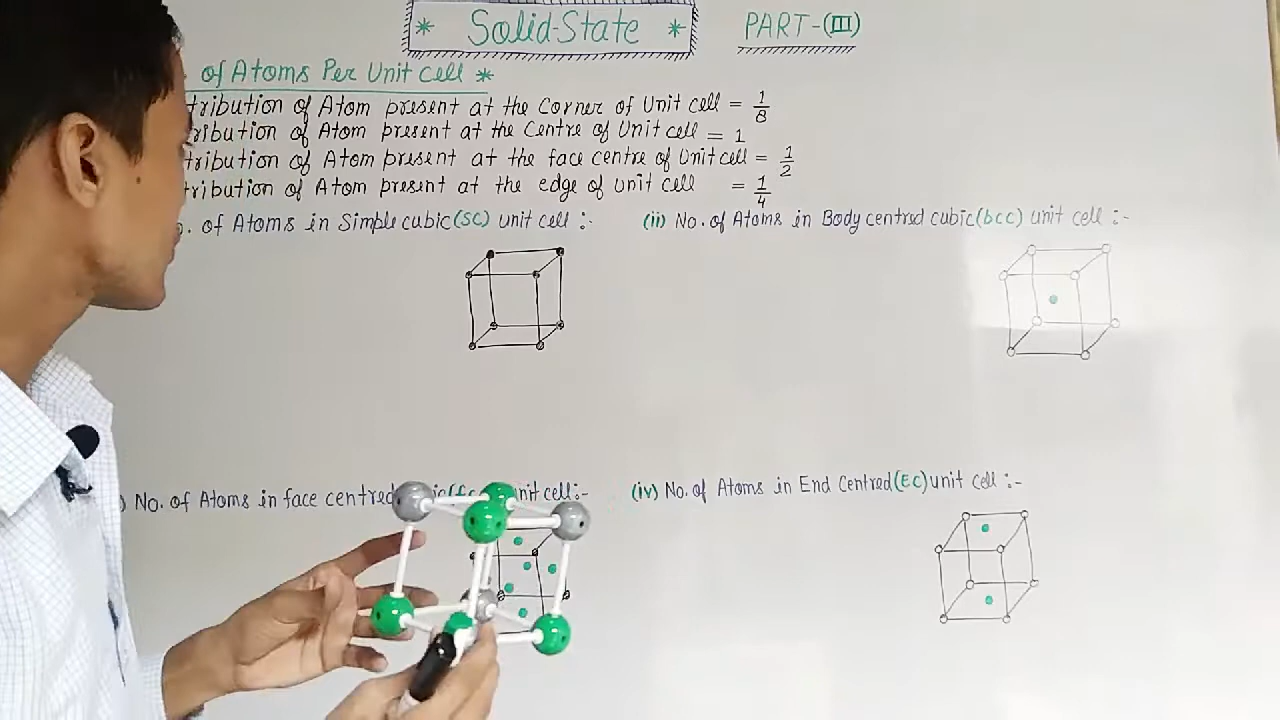 * Solid-State *
PART-(III)
of Atoms Per Unit cell *
tribution of Atom present at the Corner of Unit cell = 1/8
ribution of Atom present at the Centre of Unit cell = 1
tribution of Atom present at the face centre of Unit cell = 1/2
tribution of Atom present at the edge of unit cell = 1/4
o. of Atoms in Simple cubic(SC) unit cell :-
(ii) No. of Atoms in Body centred cubic(bcc) unit cell :-
) No. of Atoms in face centred unit cell:-
(iv) No. of Atoms in End Centred(EC) unit cell :-